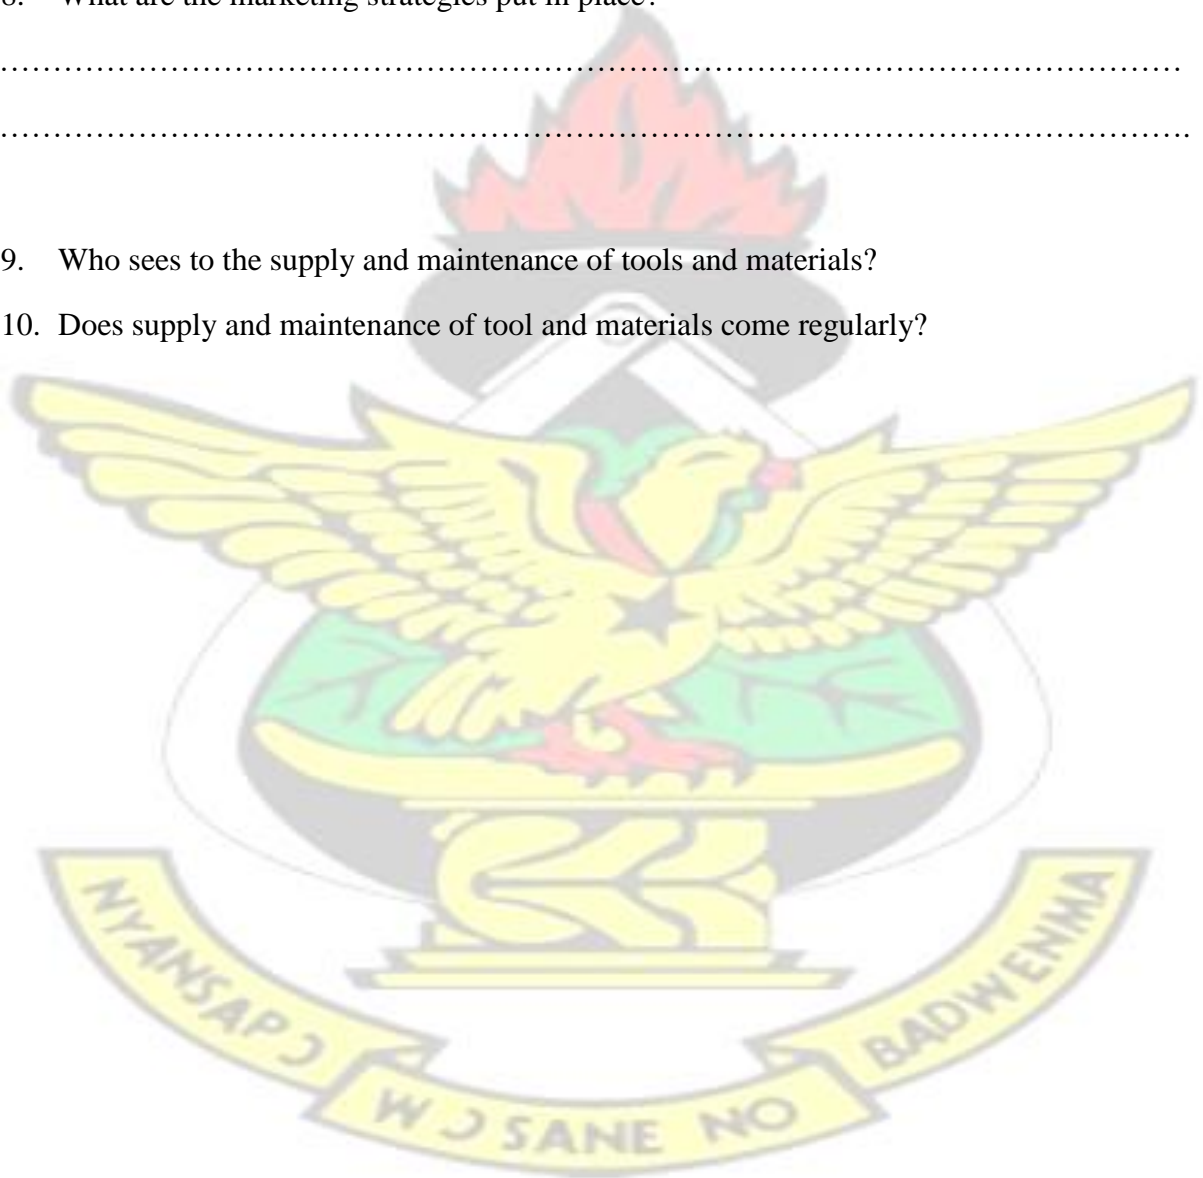 8. What are the marketing strategies put in place?
………………………………………………………………………………………………
……………………………………………………………………………………………….
9. Who sees to the supply and maintenance of tools and materials?
10. Does supply and maintenance of tool and materials come regularly?
NYANSAPƆ
WƆSANE NO
BADWENMA